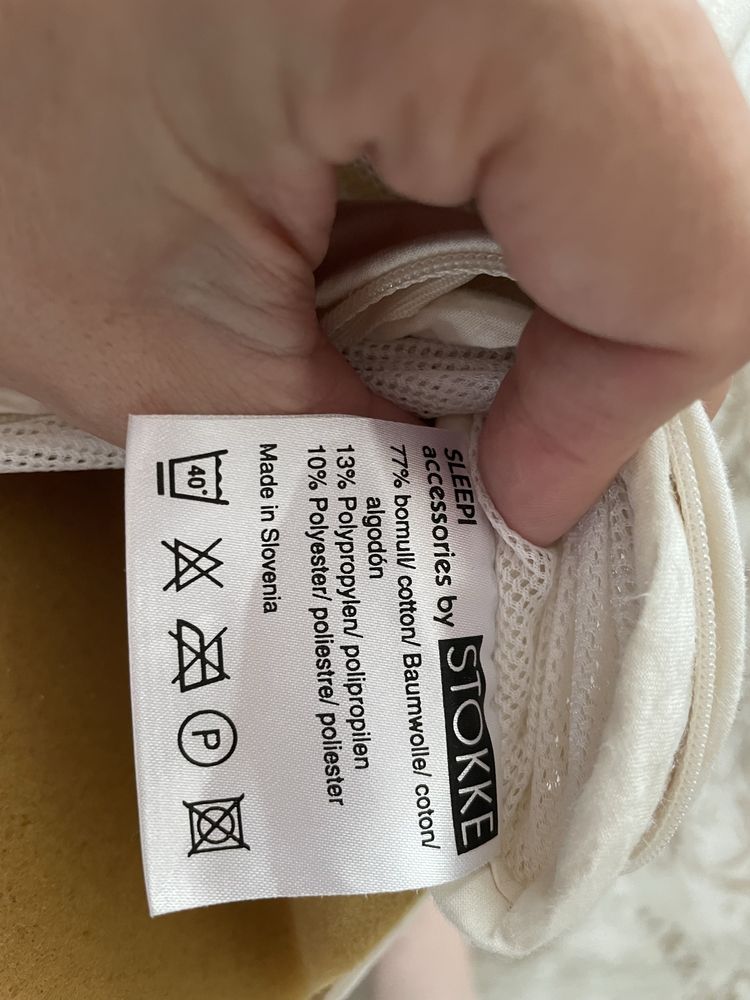 SLEEPI
accessories by STOKKE
77% bomull/ cotton/ Baumwolle/ coton/
algodón
13% Polypropylen/ polipropilen
10% Polyester/ poliestre/ poliester
Made in Slovenia
40°
P